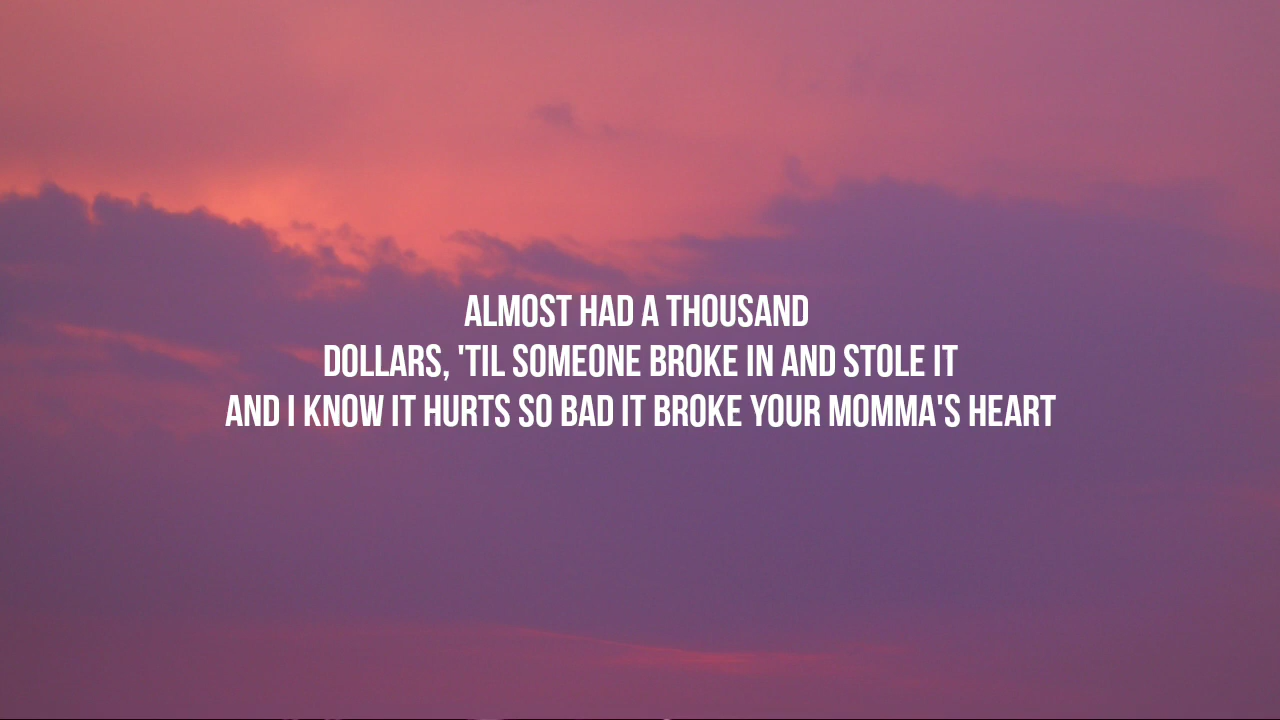 ALMOST HAD A THOUSAND
DOLLARS, 'TIL SOMEONE BROKE IN AND STOLE IT
AND I KNOW IT HURTS SO BAD IT BROKE YOUR MOMMA'S HEART